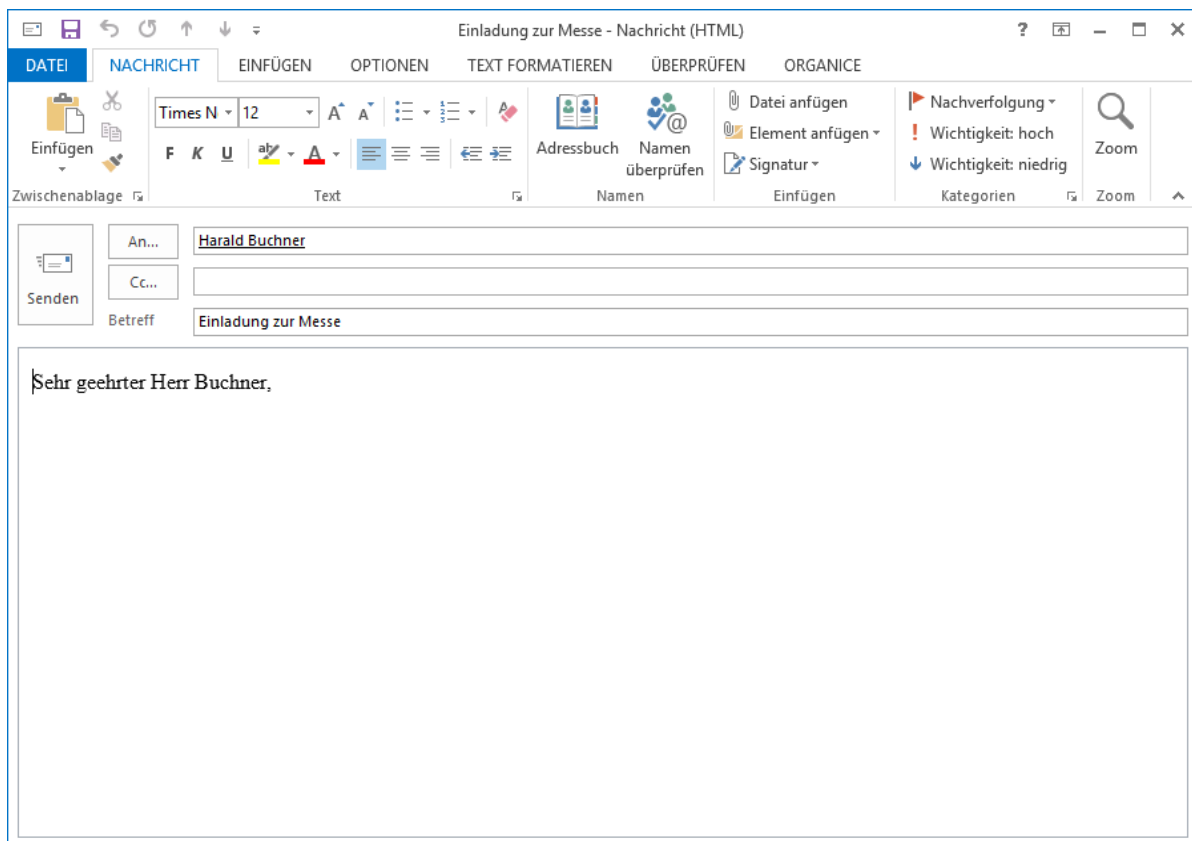 Einladung zur Messe - Nachricht (HTML) ?
DATEI NACHRICHT EINFÜGEN OPTIONEN TEXT FORMATIEREN ÜBERPRÜFEN ORGANICE
Times N 12 A A Datei anfügen Nachverfolgung
Element anfügen ! Wichtigkeit: hoch
Einfügen F K U ab A Adressbuch Namen Zoom
überprüfen Signatur Wichtigkeit: niedrig
Zwischenablage Text Namen Einfügen Kategorien Zoom
An... Harald Buchner
Cc...
Senden
Betreff Einladung zur Messe
Sehr geehrter Herr Buchner,